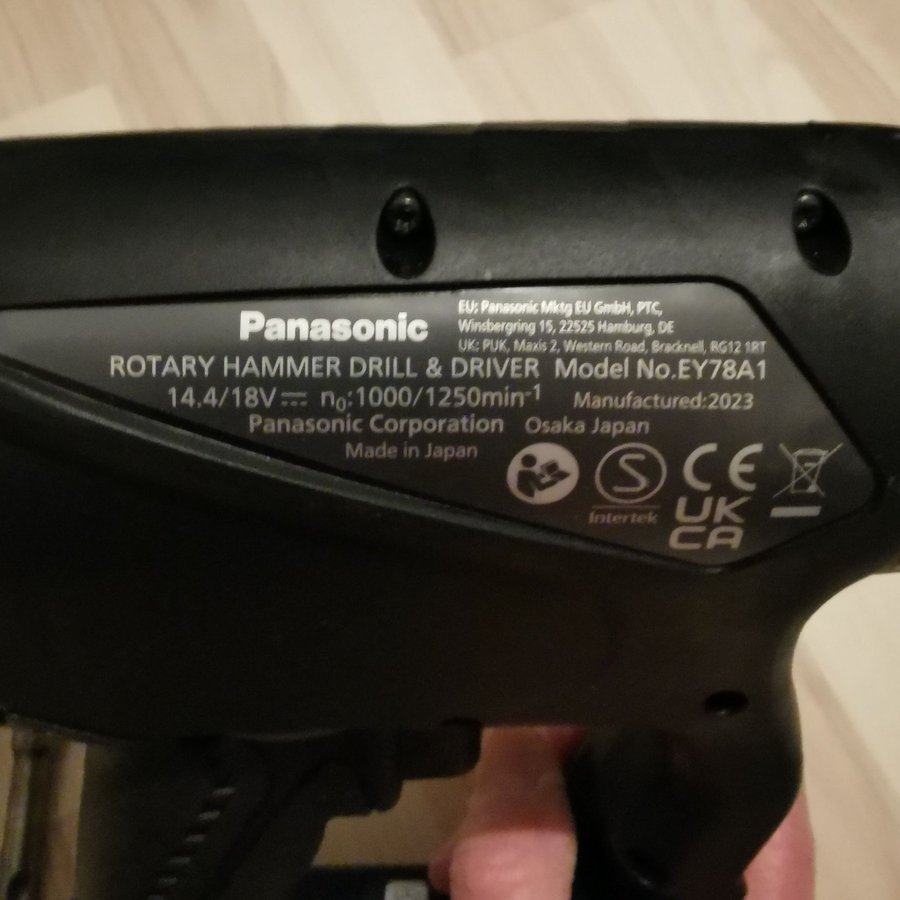 Panasonic
EU: Panasonic Mktg EU GmbH, PTC,
Winsbergring 15, 22525 Hamburg, DE
UK: PUK, Maxis 2, Western Road, Bracknell, RG12 1RT
ROTARY HAMMER DRILL & DRIVER Model No.EY78A1
14.4/18V⎓ n₀:1000/1250min⁻¹ Manufactured:2023
Panasonic Corporation Osaka Japan
Made in Japan
S
Intertek
CE
UK
CA